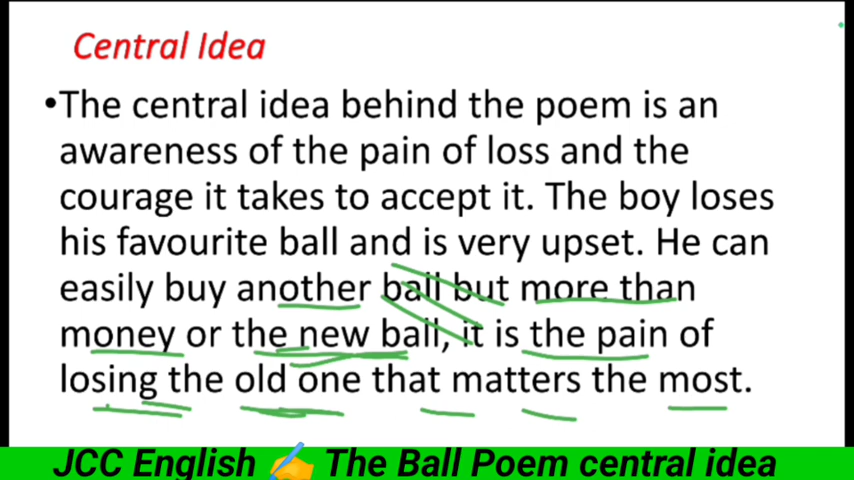 Central Idea
•The central idea behind the poem is an
awareness of the pain of loss and the
courage it takes to accept it. The boy loses
his favourite ball and is very upset. He can
easily buy another ball but more than
money or the new ball, it is the pain of
losing the old one that matters the most.
JCC English ✍️ The Ball Poem central idea